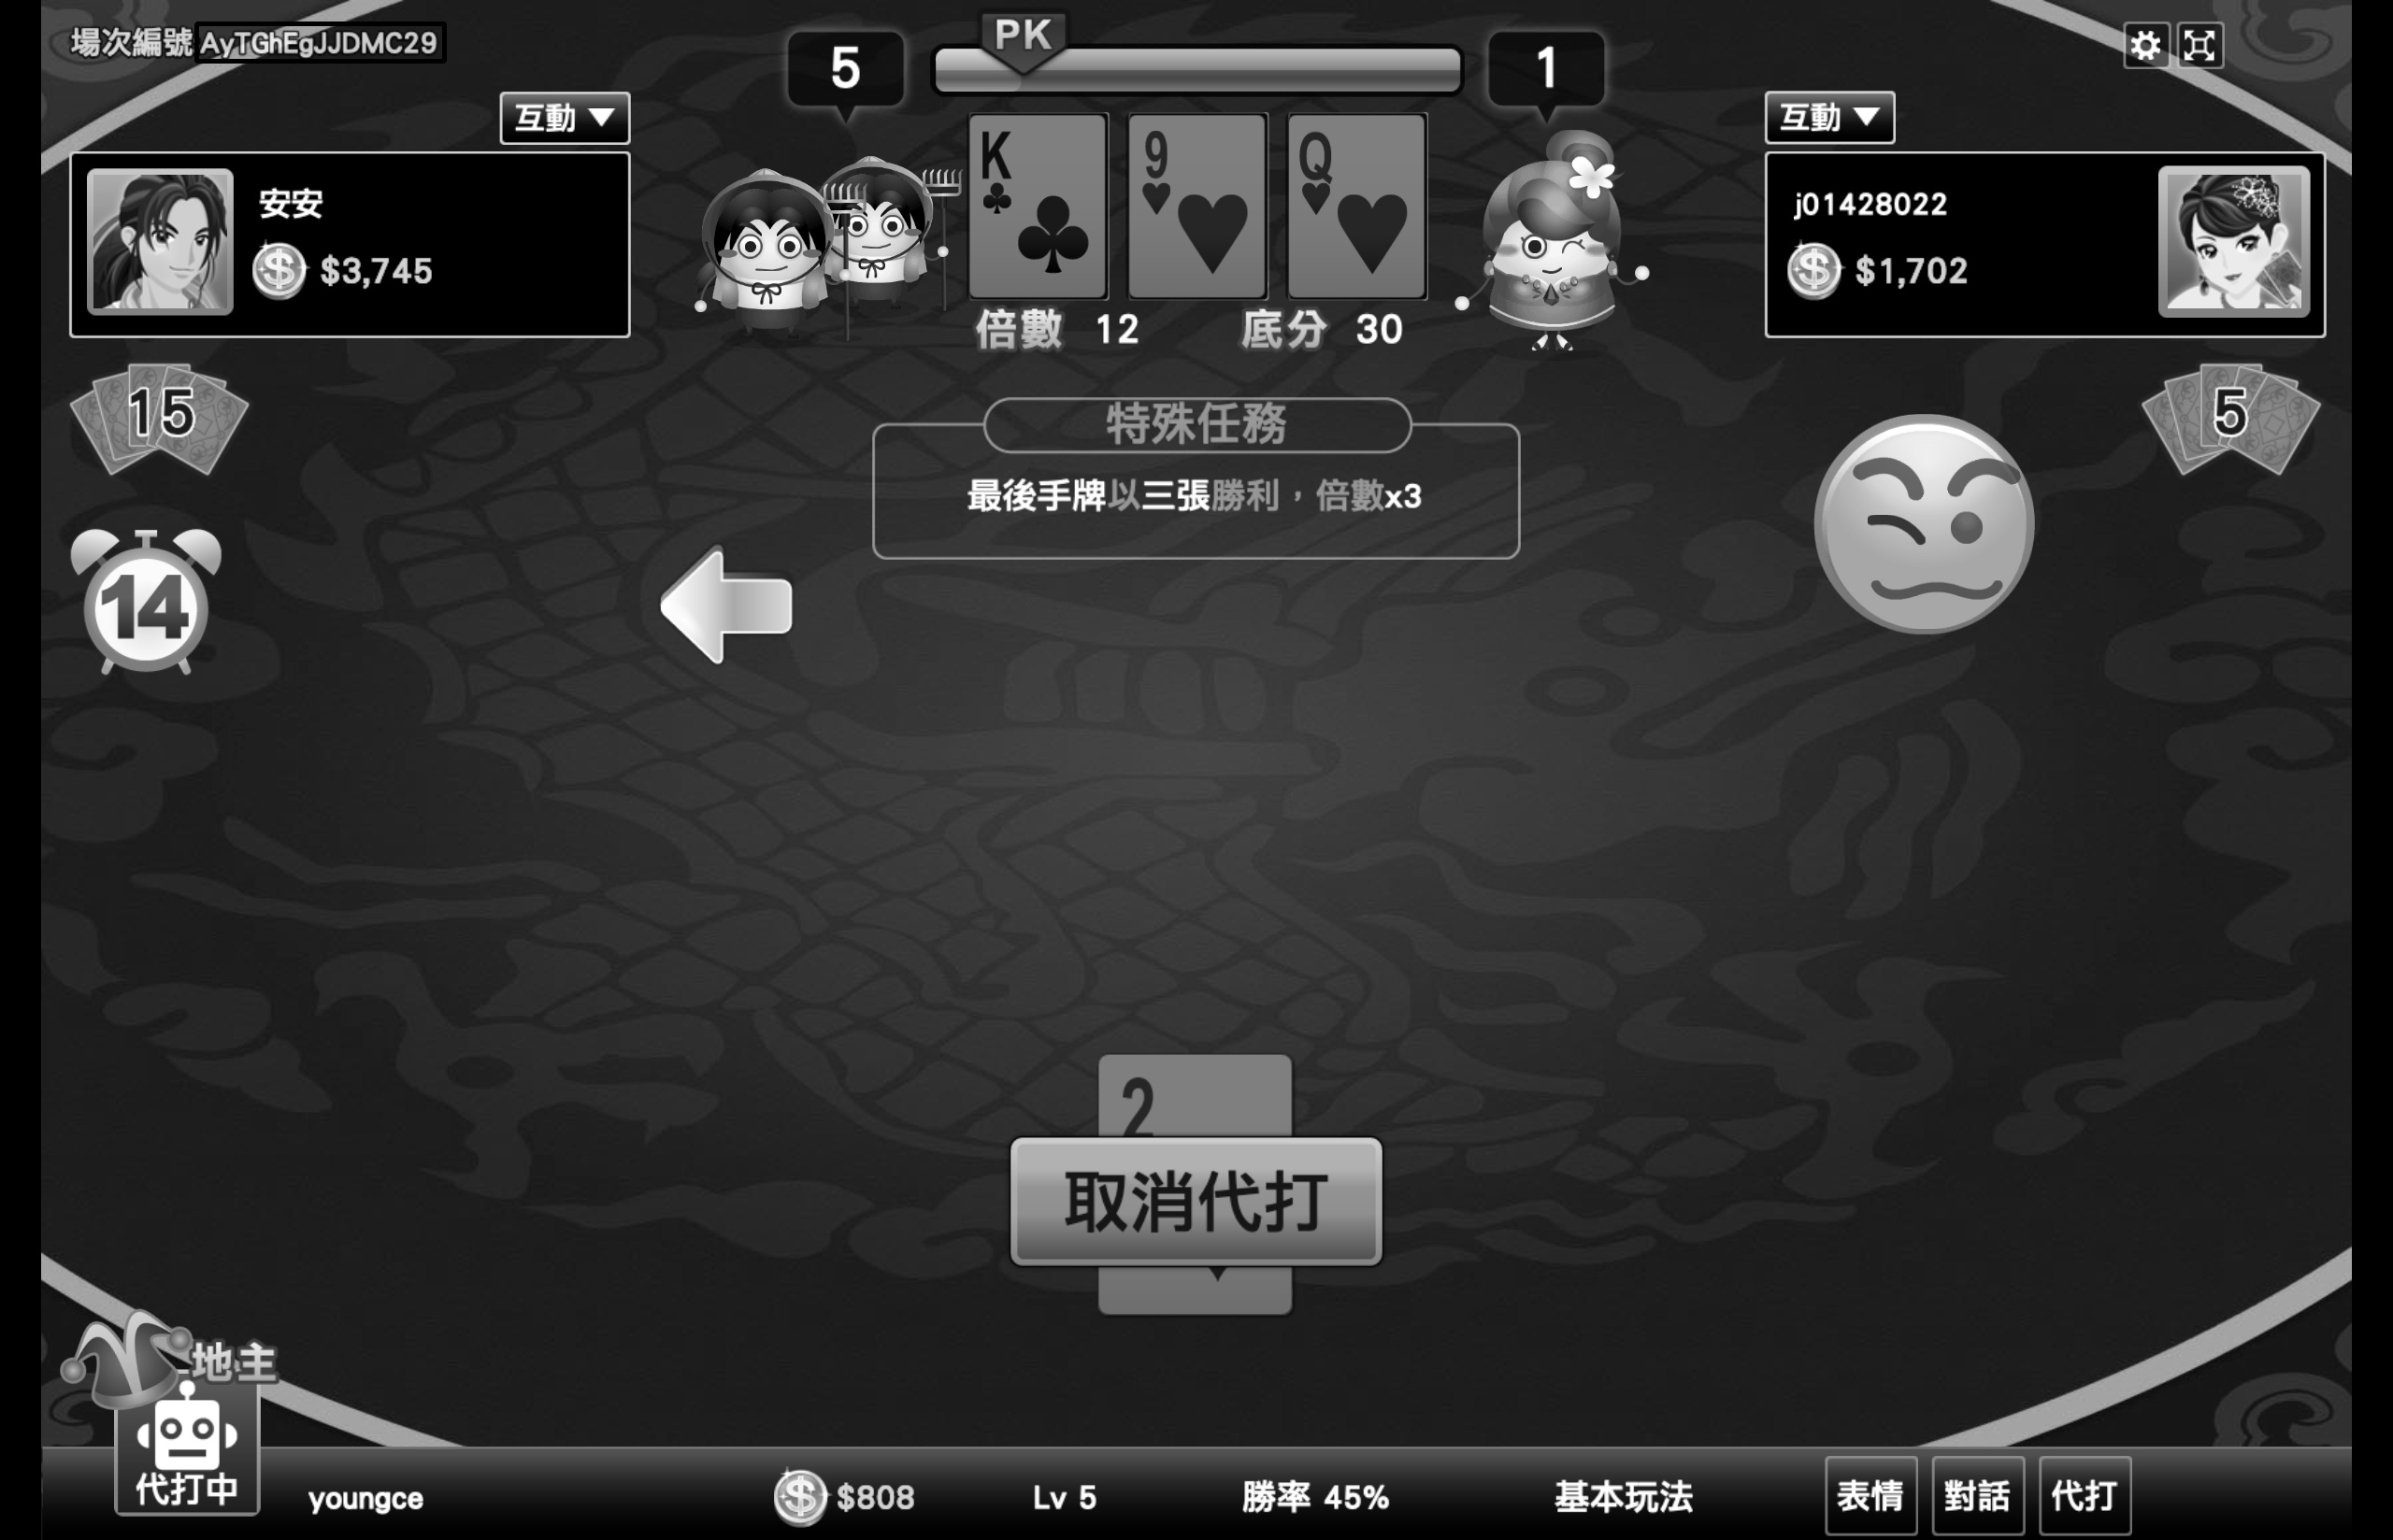 場次編號 AyTGhEgJJDMC29
5
PK
1
互動
互動
安安
$3,745
K
9
Q
j01428022
$1,702
倍數 12
底分 30
15
5
特殊任務
最後手牌以三張勝利，倍數x3
14
2
取消代打
地主
代打中
youngce
$808
Lv 5
勝率 45%
基本玩法
表情
對話
代打